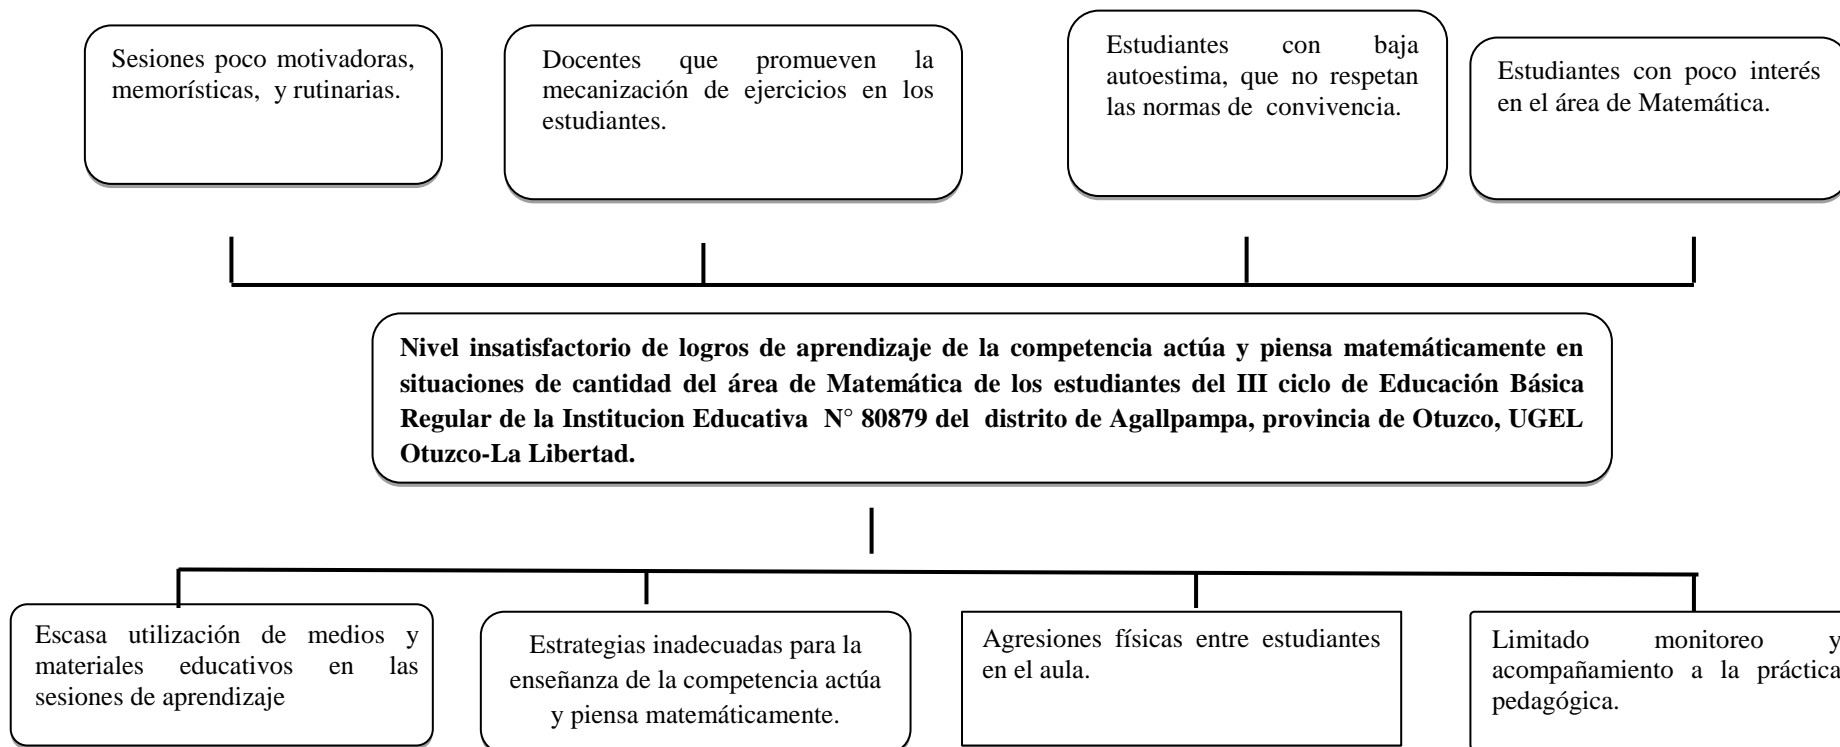 Sesiones poco motivadoras,
memorísticas, y rutinarias.
Docentes que promueven la
mecanización de ejercicios en los
estudiantes.
Estudiantes con baja
autoestima, que no respetan
las normas de convivencia.
Estudiantes con poco interés
en el área de Matemática.
Nivel insatisfactorio de logros de aprendizaje de la competencia actúa y piensa matemáticamente en
situaciones de cantidad del área de Matemática de los estudiantes del III ciclo de Educación Básica
Regular de la Institucion Educativa N° 80879 del distrito de Agallpampa, provincia de Otuzco, UGEL
Otuzco-La Libertad.
Escasa utilización de medios y
materiales educativos en las
sesiones de aprendizaje
Estrategias inadecuadas para la
enseñanza de la competencia actúa
y piensa matemáticamente.
Agresiones físicas entre estudiantes
en el aula.
Limitado monitoreo y
acompañamiento a la práctica
pedagógica.